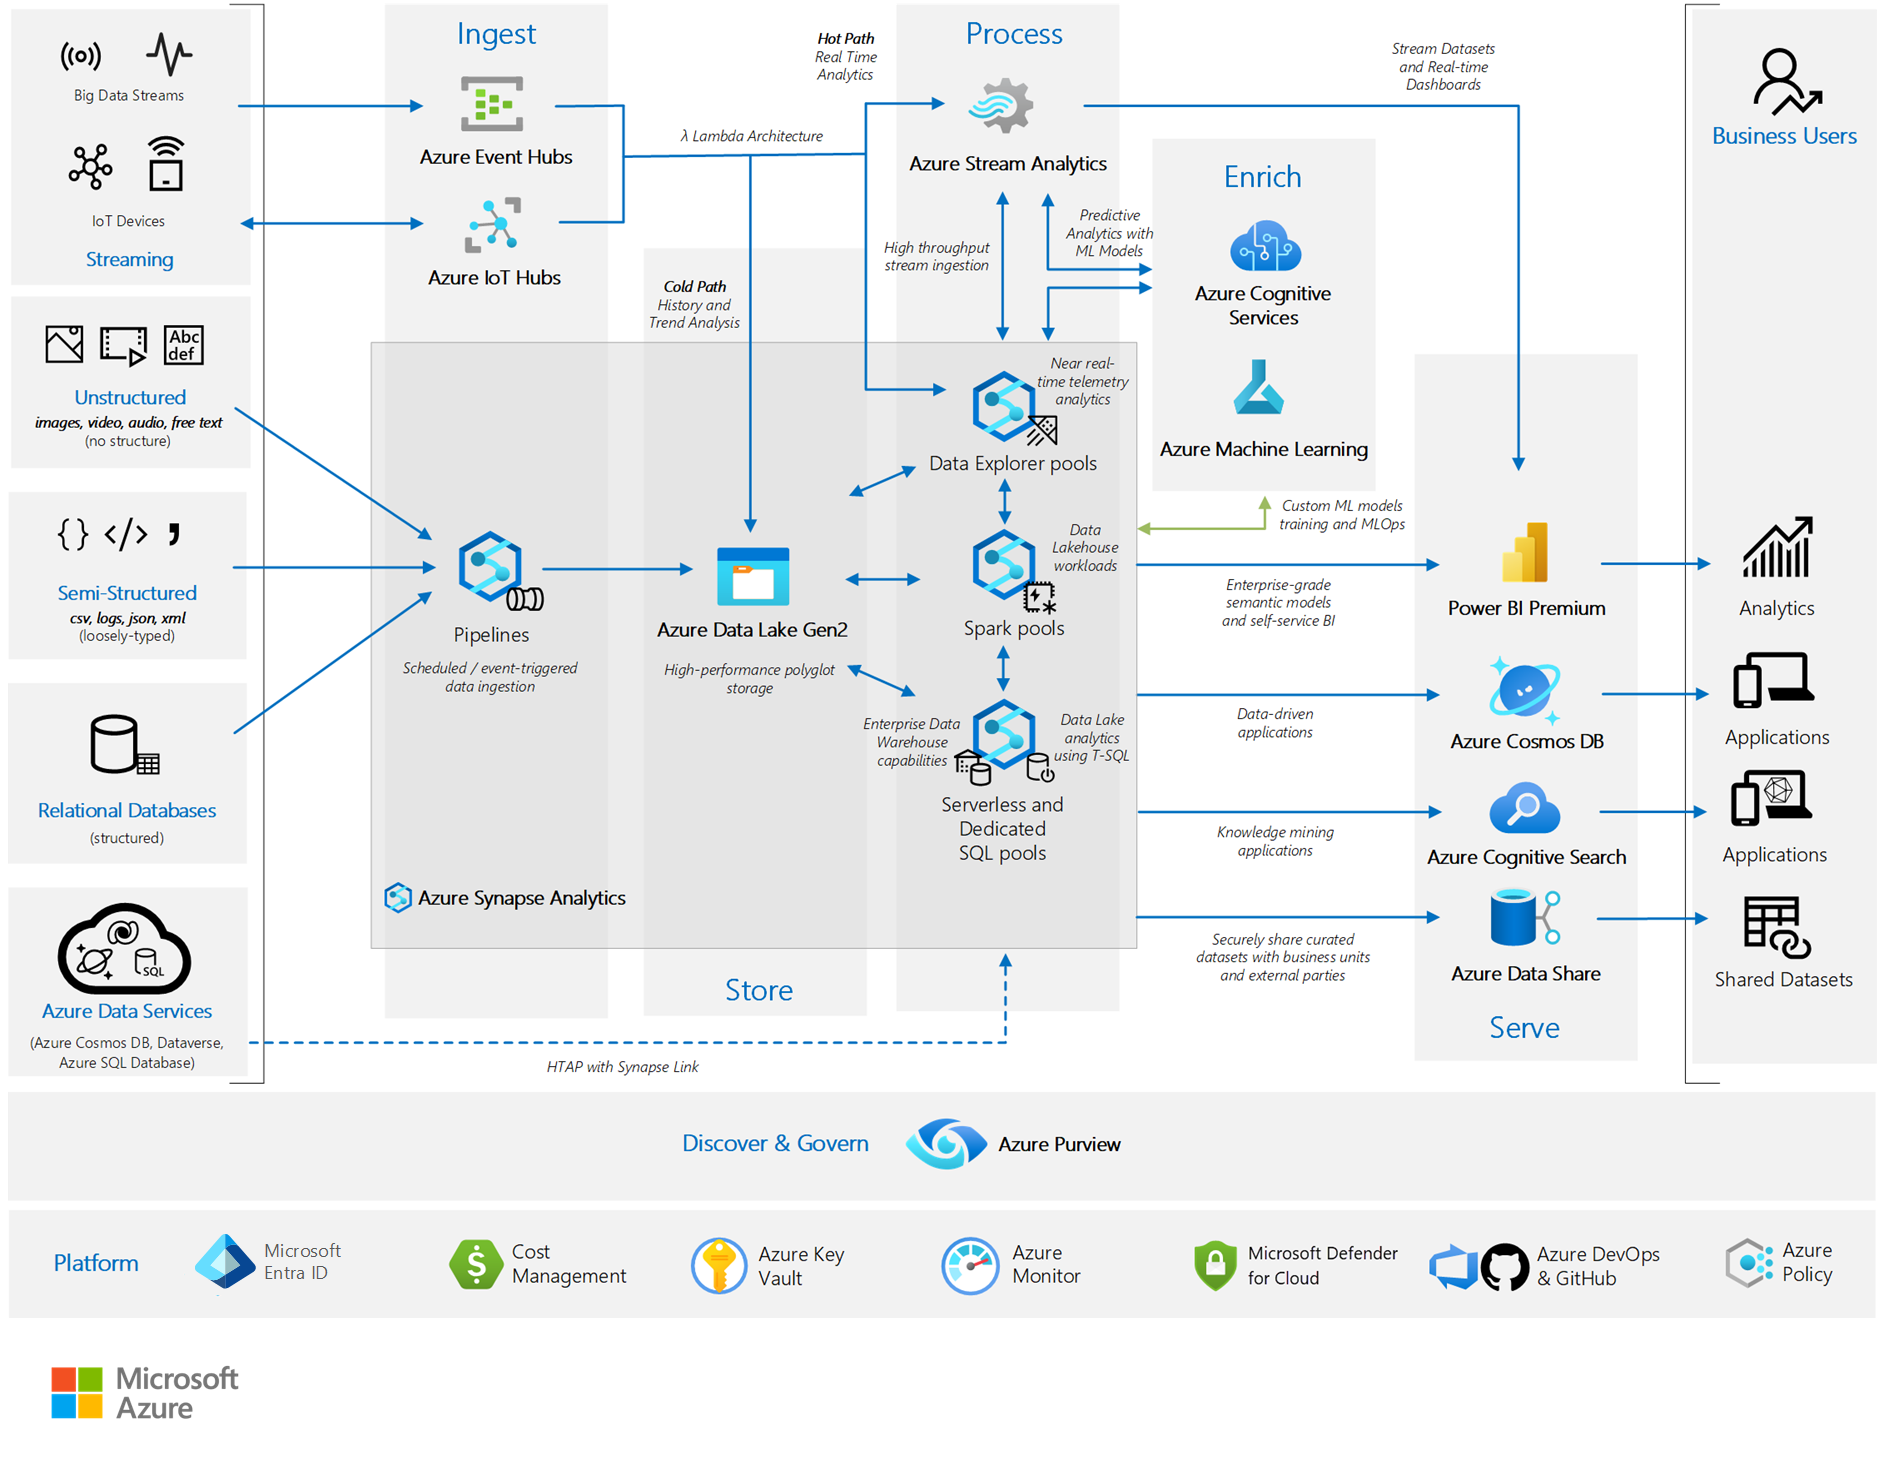 Big Data Streams
IoT Devices
Streaming
Abc
def
Unstructured
images, video, audio, free text
(no structure)
{} </> ,
Semi-Structured
csv, logs, json, xml
(loosely-typed)
Relational Databases
(structured)
SQL
Azure Data Services
(Azure Cosmos DB, Dataverse,
Azure SQL Database)
Ingest
Azure Event Hubs
Azure IoT Hubs
λ Lambda Architecture
Hot Path
Real Time
Analytics
Cold Path
History and
Trend Analysis
Pipelines
Scheduled / event-triggered
data ingestion
Azure Data Lake Gen2
High-performance polyglot
storage
Azure Synapse Analytics
Store
HTAP with Synapse Link
Process
Azure Stream Analytics
High throughput
stream ingestion
Predictive
Analytics with
ML Models
Near real-
time telemetry
analytics
Data Explorer pools
Data
Lakehouse
workloads
Spark pools
Enterprise Data
Warehouse
capabilities
Data Lake
analytics
using T-SQL
Serverless and
Dedicated
SQL pools
Enrich
Azure Cognitive
Services
Azure Machine Learning
Custom ML models
training and MLOps
Stream Datasets
and Real-time
Dashboards
Enterprise-grade
semantic models
and self-service BI
Data-driven
applications
Knowledge mining
applications
Securely share curated
datasets with business units
and external parties
Power BI Premium
Azure Cosmos DB
Azure Cognitive Search
Azure Data Share
Serve
Business Users
Analytics
Applications
Applications
Shared Datasets
Discover & Govern
Azure Purview
Platform
Microsoft
Entra ID
$
Cost
Management
Azure Key
Vault
Azure
Monitor
Microsoft Defender
for Cloud
Azure DevOps
& GitHub
Azure
Policy
Microsoft
Azure